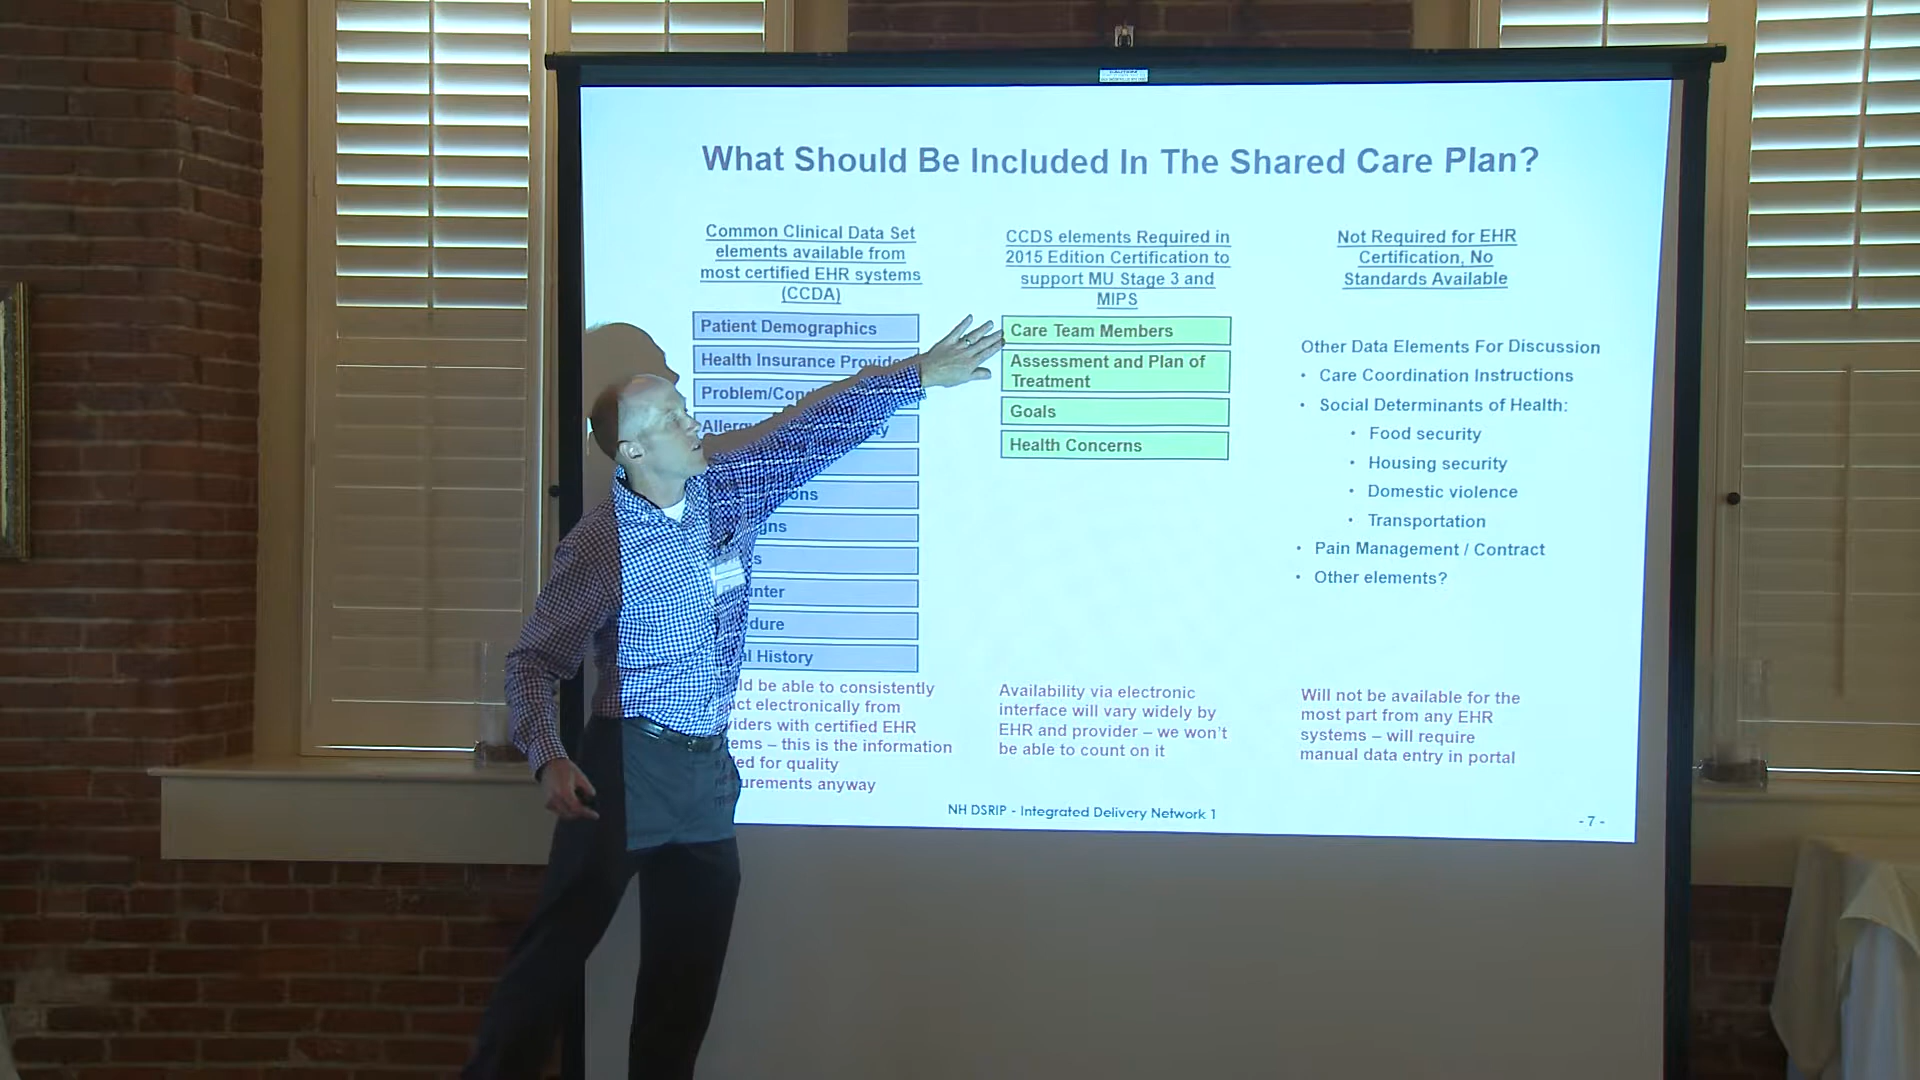 What Should Be Included In The Shared Care Plan?
Common Clinical Data Set
elements available from
most certified EHR systems
(CCDA)
Patient Demographics
Health Insurance
Problem/
History
be able to consistently
electronically from
with certified EHR
– this is the information
for quality
anyway
CCDS elements Required in
2015 Edition Certification to
support MU Stage 3 and
MIPS
Care Team Members
Assessment and Plan of
Treatment
Goals
Health Concerns
Availability via electronic
interface will vary widely by
EHR and provider – we won't
be able to count on it
Not Required for EHR
Certification, No
Standards Available
Other Data Elements For Discussion
• Care Coordination Instructions
• Social Determinants of Health:
• Food security
• Housing security
• Domestic violence
• Transportation
• Pain Management / Contract
• Other elements?
Will not be available for the
most part from any EHR
systems – will require
manual data entry in portal
NH DSRIP - Integrated Delivery Network 1
- 7 -